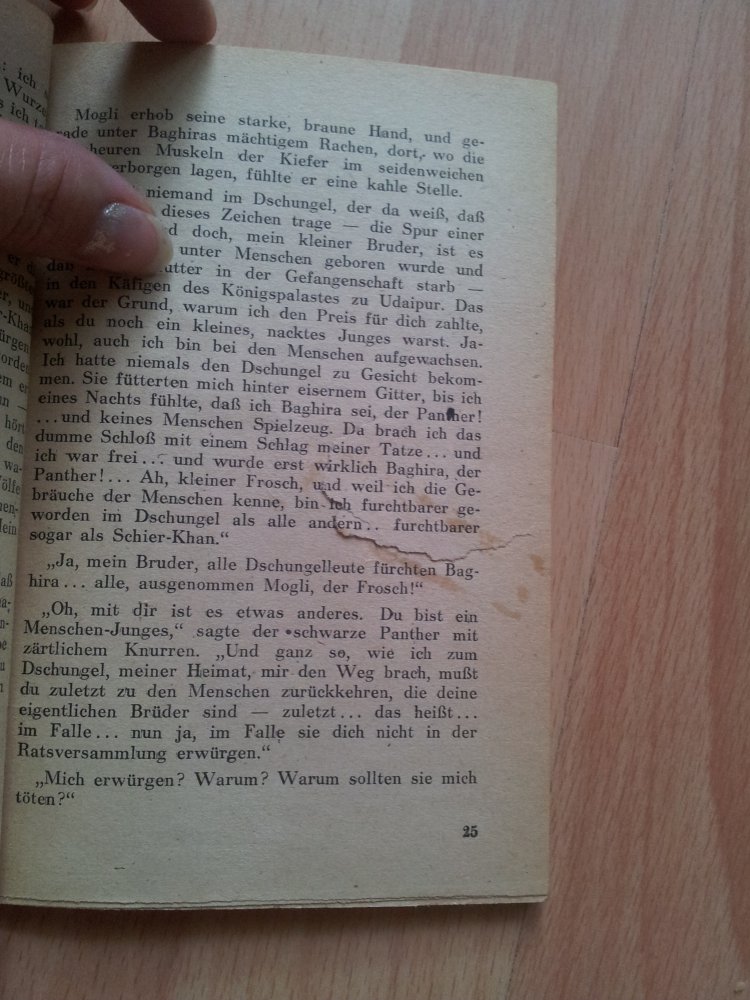 : ich
Wurze
s ich
Mogli erhob seine starke, braune Hand, und ge-
rade unter Baghiras mächtigem Rachen, dort, wo die
heuren Muskeln der Kiefer im seidenweichen
erborgen lagen, fühlte er eine kahle Stelle.
niemand im Dschungel, der da weiß, daß
dieses Zeichen trage — die Spur einer
d doch, mein kleiner Bruder, ist es
unter Menschen geboren wurde und
utter in der Gefangenschaft starb —
in den Käfigen des Königspalastes zu Udaipur. Das
war der Grund, warum ich den Preis für dich zahlte,
als du noch ein kleines, nacktes Junges warst. Ja-
wohl, auch ich bin bei den Menschen aufgewachsen.
Ich hatte niemals den Dschungel zu Gesicht bekom-
men. Sie fütterten mich hinter eisernem Gitter, bis ich
eines Nachts fühlte, daß ich Baghira sei, der Panther!
... und keines Menschen Spielzeug. Da brach ich das
dumme Schloß mit einem Schlag meiner Tatze ... und
ich war frei ... und wurde erst wirklich Baghira, der
Panther! ... Ah, kleiner Frosch, und weil ich die Ge-
bräuche der Menschen kenne, bin ich furchtbarer ge-
worden im Dschungel als alle andern .. furchtbarer
sogar als Schier-Khan.“
„Ja, mein Bruder, alle Dschungelleute fürchten Bag-
hira ... alle, ausgenommen Mogli, der Frosch!“
„Oh, mit dir ist es etwas anderes. Du bist ein
Menschen-Junges,“ sagte der schwarze Panther mit
zärtlichem Knurren. „Und ganz so, wie ich zum
Dschungel, meiner Heimat, mir den Weg brach, mußt
du zuletzt zu den Menschen zurückkehren, die deine
eigentlichen Brüder sind — zuletzt ... das heißt ...
im Falle ... nun ja, im Falle sie dich nicht in der
Ratsversammlung erwürgen.“
„Mich erwürgen? Warum? Warum sollten sie mich
töten?“
25